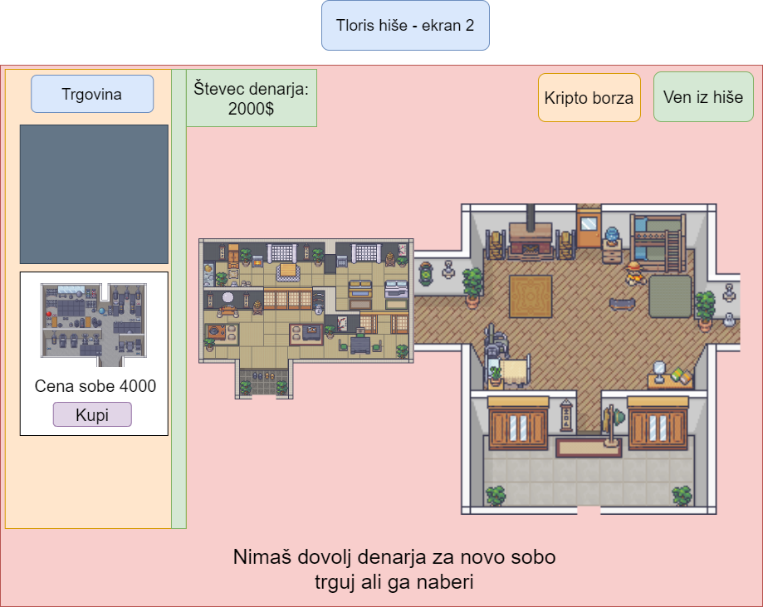 Tloris hiše - ekran 2
Trgovina
Števec denarja:
2000$
Kripto borza
Ven iz hiše
Cena sobe 4000
Kupi
Nimaš dovolj denarja za novo sobo
trguj ali ga naberi